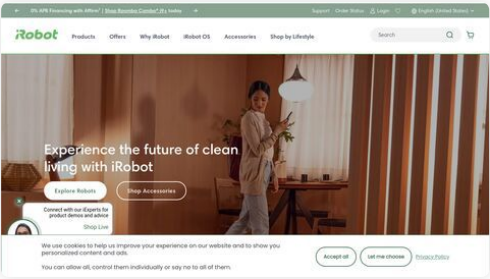 0% APR Financing with Affirm* | Shop Roomba Combo® j9+ today
Support Order Status Login English (United States)
iRobot Products Offers Why iRobot iRobot OS Accessories Shop by Lifestyle Search
Experience the future of clean
living with iRobot
Explore Robots Shop Accessories
Connect with our iExperts for
product demos and advice
Shop Live
We use cookies to help us improve your experience on our website and to show you
personalized content and ads.
You can allow all, control them individually or say no to all of them.
Accept all Let me choose Privacy Policy